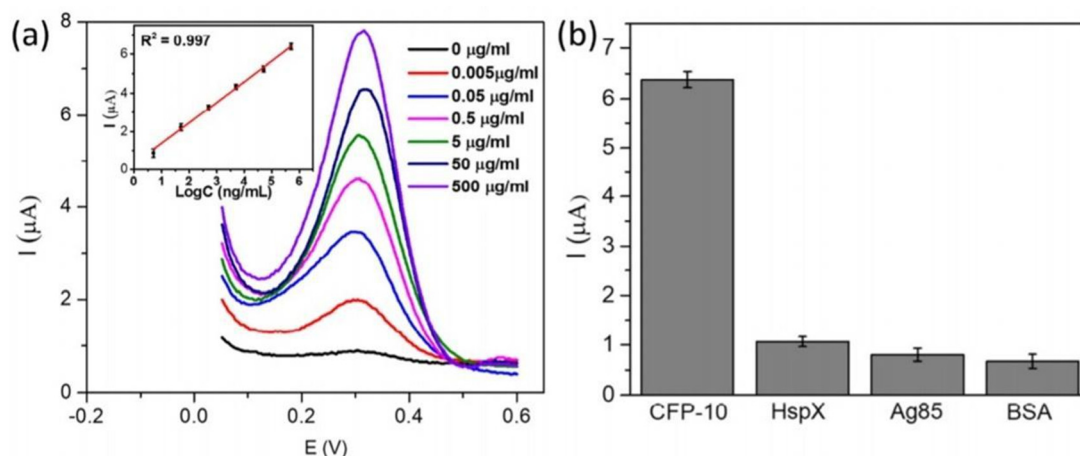 (a)
R² = 0.997
I (μA)
6
4
2
0
0 1 2 3 4 5 6
LogC (ng/mL)
0 μg/ml
0.005μg/ml
0.05 μg/ml
0.5 μg/ml
5 μg/ml
50 μg/ml
500 μg/ml
I (μA)
8
6
4
2
0
-0.2 0.0 0.2 0.4 0.6
E (V)
(b)
I (μA)
7
6
5
4
3
2
1
0
CFP-10 HspX Ag85 BSA